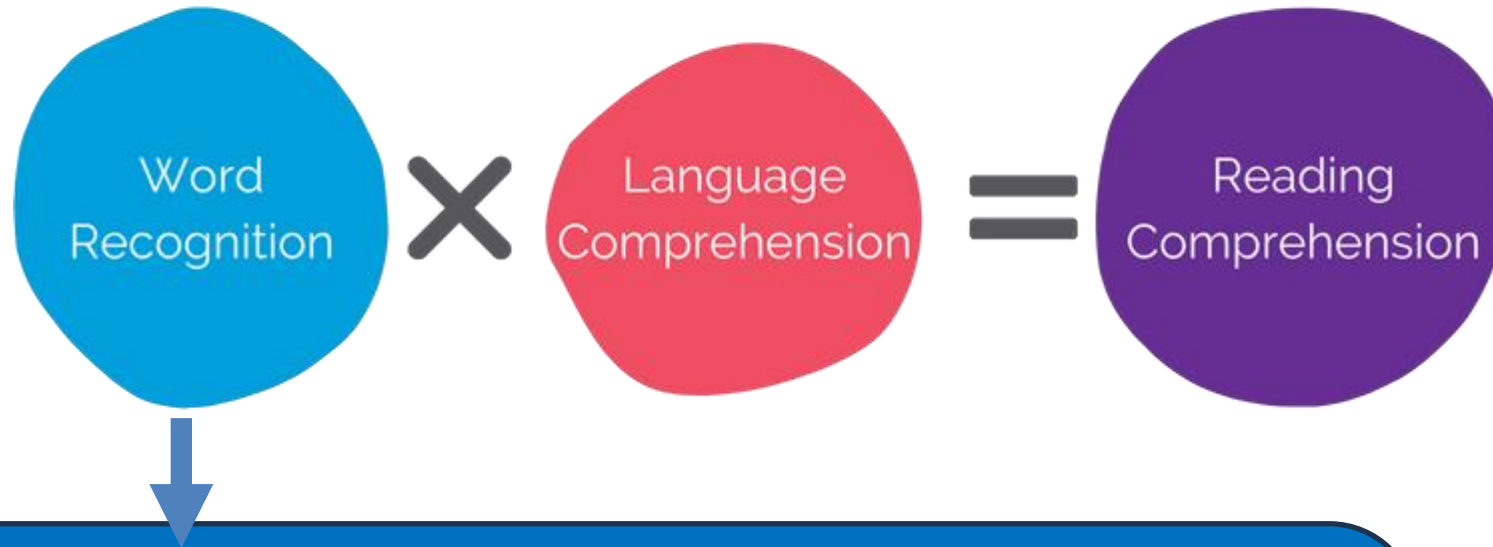 Word
Recognition
×
Language
Comprehension
=
Reading
Comprehension